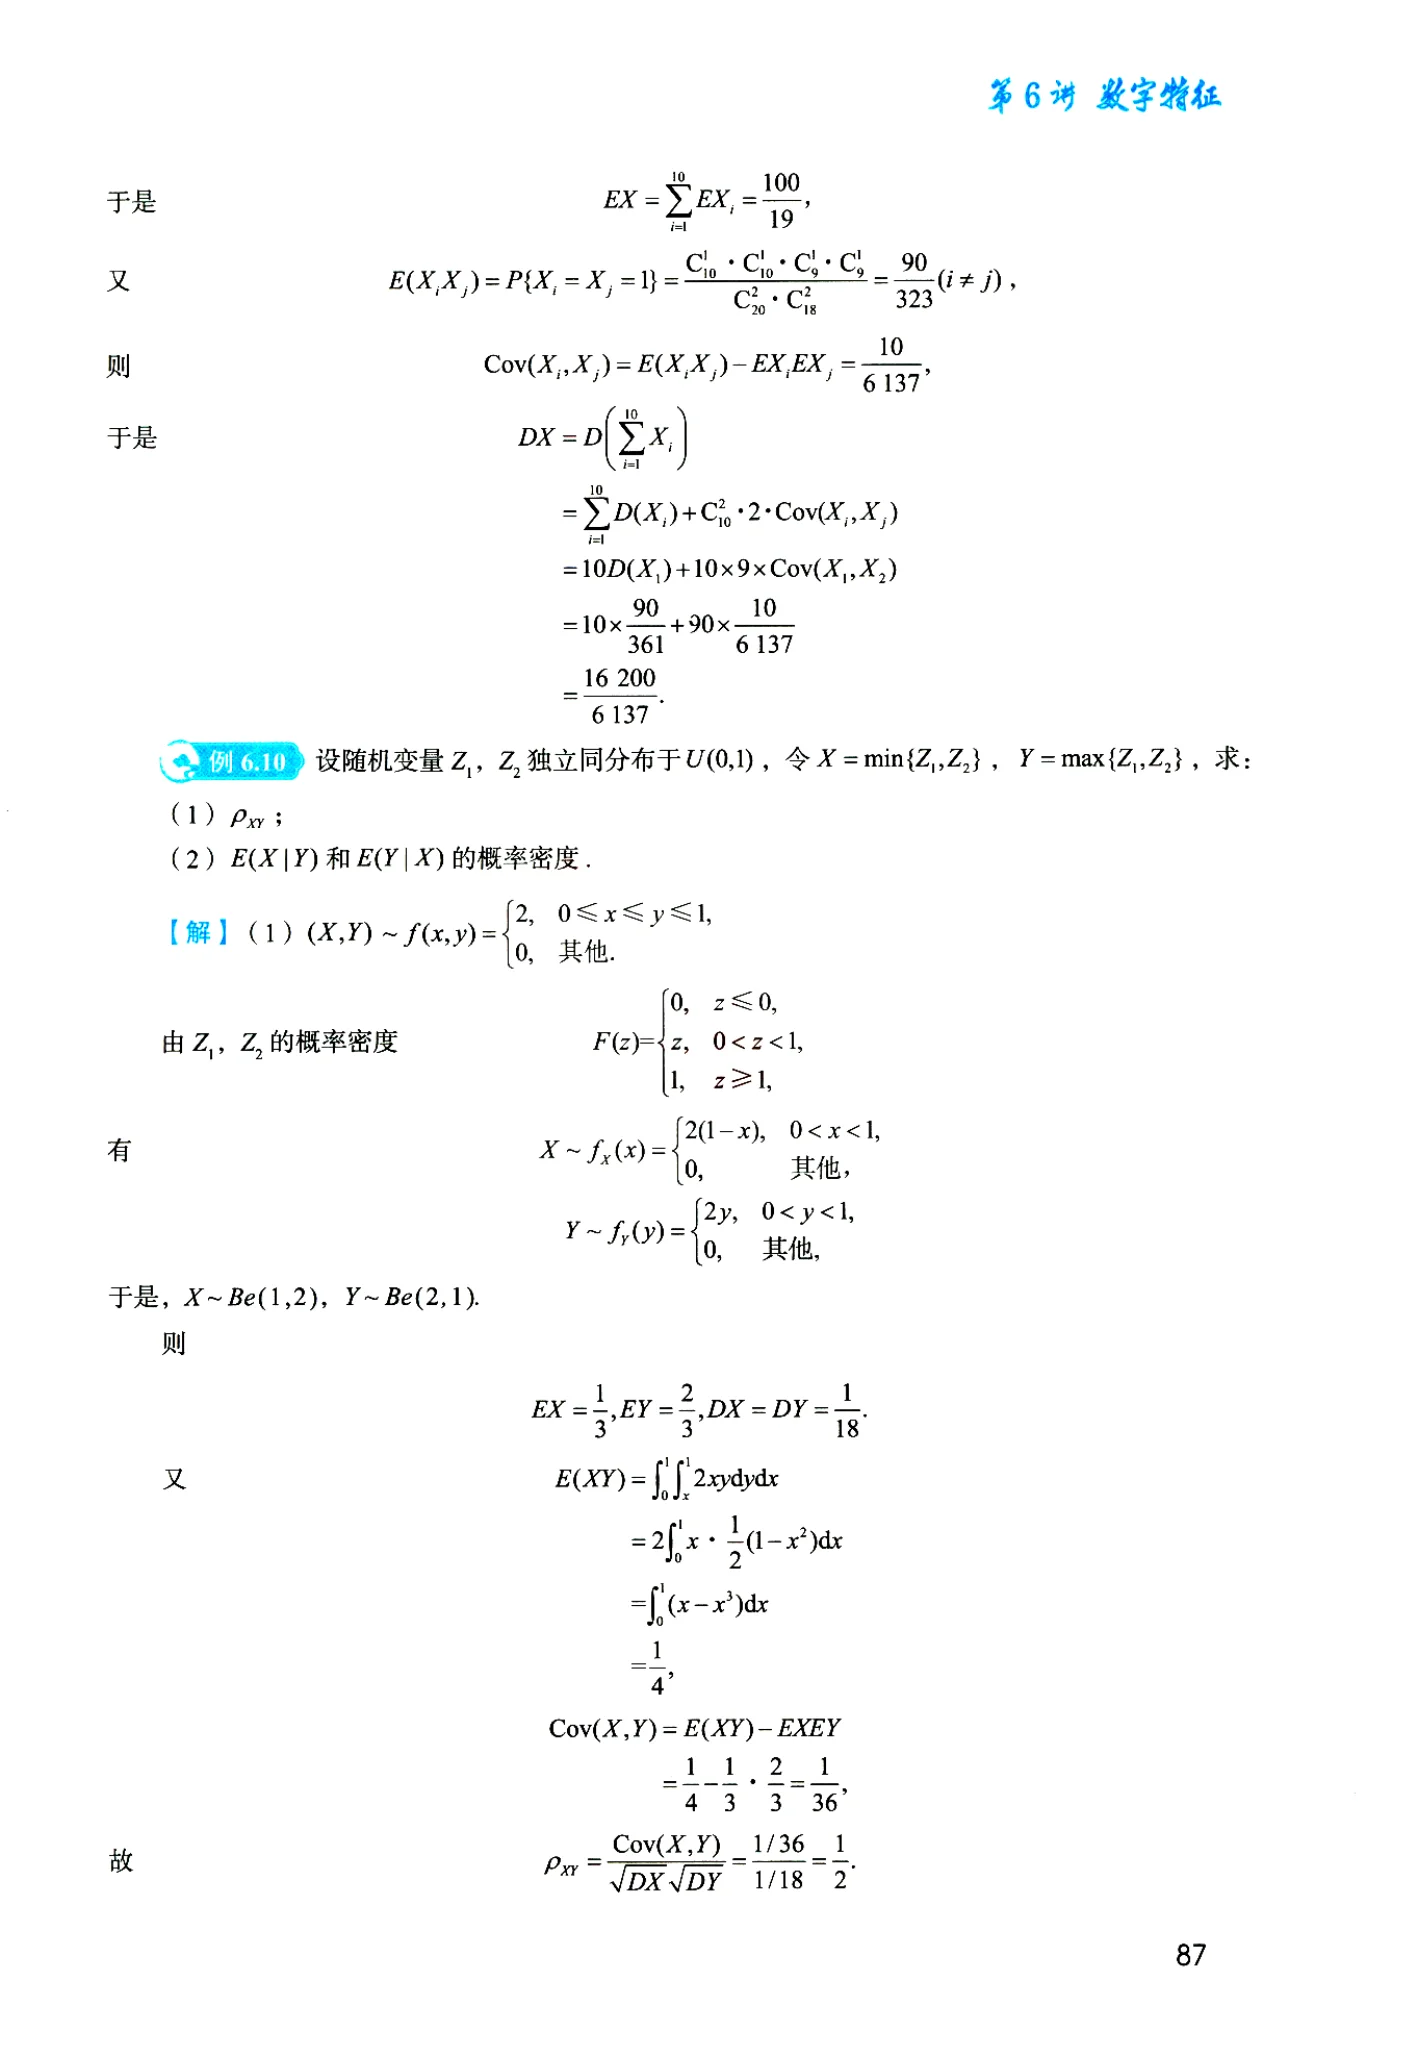 第6讲 数字特征
于是 $EX=\sum_{i=1}^{10}EX_i=\frac{100}{19},$
又 $E(X_iX_j)=P\{X_i=X_j=1\}=\frac{C_{10}^1\cdot C_{10}^1\cdot C_9^1\cdot C_9^1}{C_{20}^2\cdot C_{18}^2}=\frac{90}{323}(i\neq j),$
则 $\mathrm{Cov}(X_i,X_j)=E(X_iX_j)-EX_iEX_j=\frac{10}{6\,137},$
于是 $DX=D\left(\sum_{i=1}^{10}X_i\right)$
$=\sum_{i=1}^{10}D(X_i)+C_{10}^2\cdot 2\cdot \mathrm{Cov}(X_i,X_j)$
$=10D(X_1)+10\times 9\times \mathrm{Cov}(X_1,X_2)$
$=10\times\frac{90}{361}+90\times\frac{10}{6\,137}$
$=\frac{16\,200}{6\,137}.$
例 6.10 设随机变量 $Z_1$，$Z_2$ 独立同分布于 $U(0,1)$，令 $X=\min\{Z_1,Z_2\}$，$Y=\max\{Z_1,Z_2\}$，求：
（1）$\rho_{XY}$；
（2）$E(X|Y)$ 和 $E(Y|X)$ 的概率密度.
【解】（1）$(X,Y)\sim f(x,y)=\begin{cases}2, & 0\leqslant x\leqslant y\leqslant 1,\\ 0, & 其他.\end{cases}$
由 $Z_1$，$Z_2$ 的概率密度 $F(z)=\begin{cases}0, & z\leqslant 0,\\ z, & 0<z<1,\\ 1, & z\geqslant 1,\end{cases}$
有 $X\sim f_X(x)=\begin{cases}2(1-x), & 0<x<1,\\ 0, & 其他，\end{cases}$
$Y\sim f_Y(y)=\begin{cases}2y, & 0<y<1,\\ 0, & 其他,\end{cases}$
于是，$X\sim Be(1,2)$，$Y\sim Be(2,1)$.
则
$EX=\frac{1}{3},EY=\frac{2}{3},DX=DY=\frac{1}{18}.$
又 $E(XY)=\int_0^1\int_x^1 2xy\mathrm{d}y\mathrm{d}x$
$=2\int_0^1 x\cdot\frac{1}{2}(1-x^2)\mathrm{d}x$
$=\int_0^1(x-x^3)\mathrm{d}x$
$=\frac{1}{4},$
$\mathrm{Cov}(X,Y)=E(XY)-EXEY$
$=\frac{1}{4}-\frac{1}{3}\cdot\frac{2}{3}=\frac{1}{36},$
故 $\rho_{XY}=\frac{\mathrm{Cov}(X,Y)}{\sqrt{DX}\sqrt{DY}}=\frac{1/36}{1/18}=\frac{1}{2}.$
87